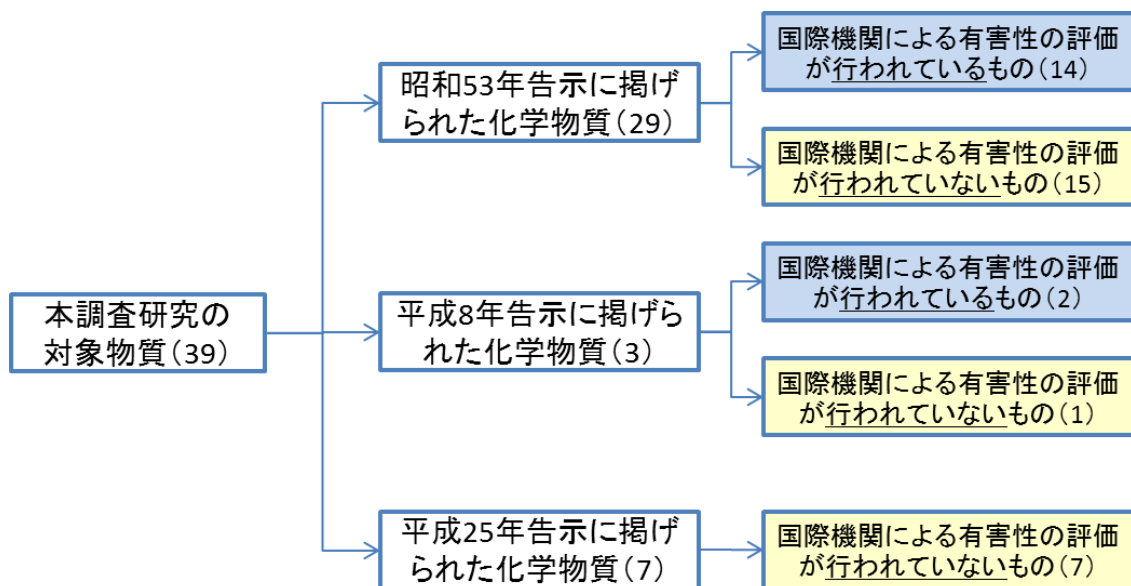 本調査研究の
対象物質（39）
昭和53年告示に掲げ
られた化学物質（29）
国際機関による有害性の評価
が行われているもの（14）
国際機関による有害性の評価
が行われていないもの（15）
平成8年告示に掲げら
れた化学物質（3）
国際機関による有害性の評価
が行われているもの（2）
国際機関による有害性の評価
が行われていないもの（1）
平成25年告示に掲げ
られた化学物質（7）
国際機関による有害性の評価
が行われていないもの（7）